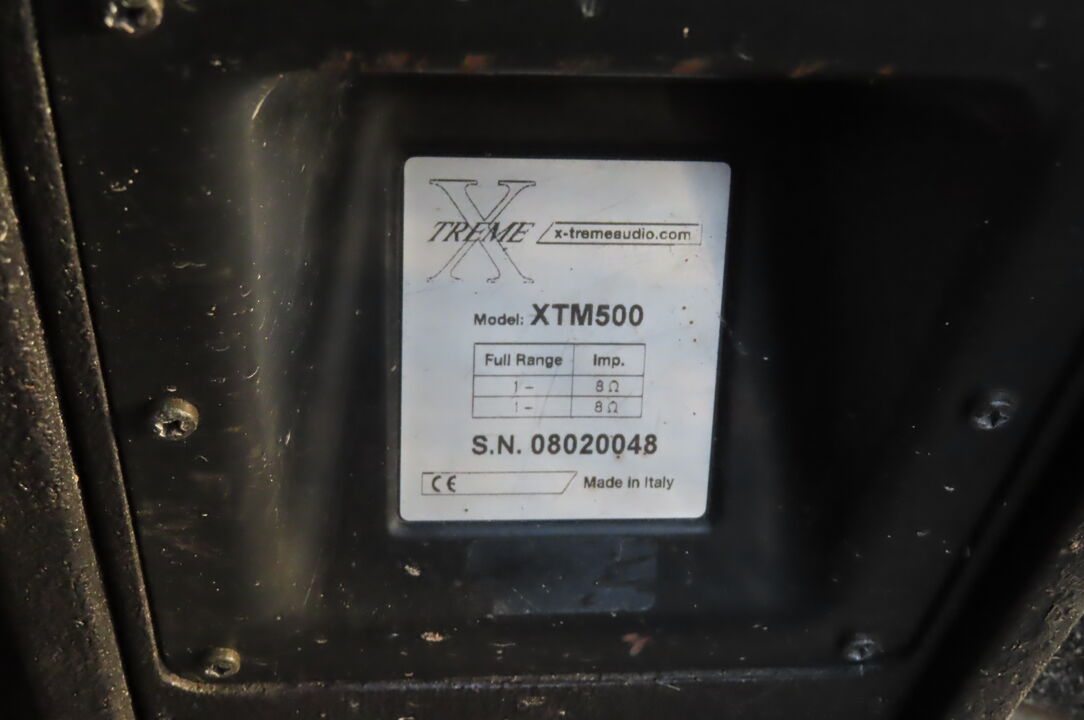 X
TREME x-tremeaudio.com
Model: XTM500
Full Range Imp.
1 - 8 Ω
1 - 8 Ω
S.N. 08020048
CE Made in Italy